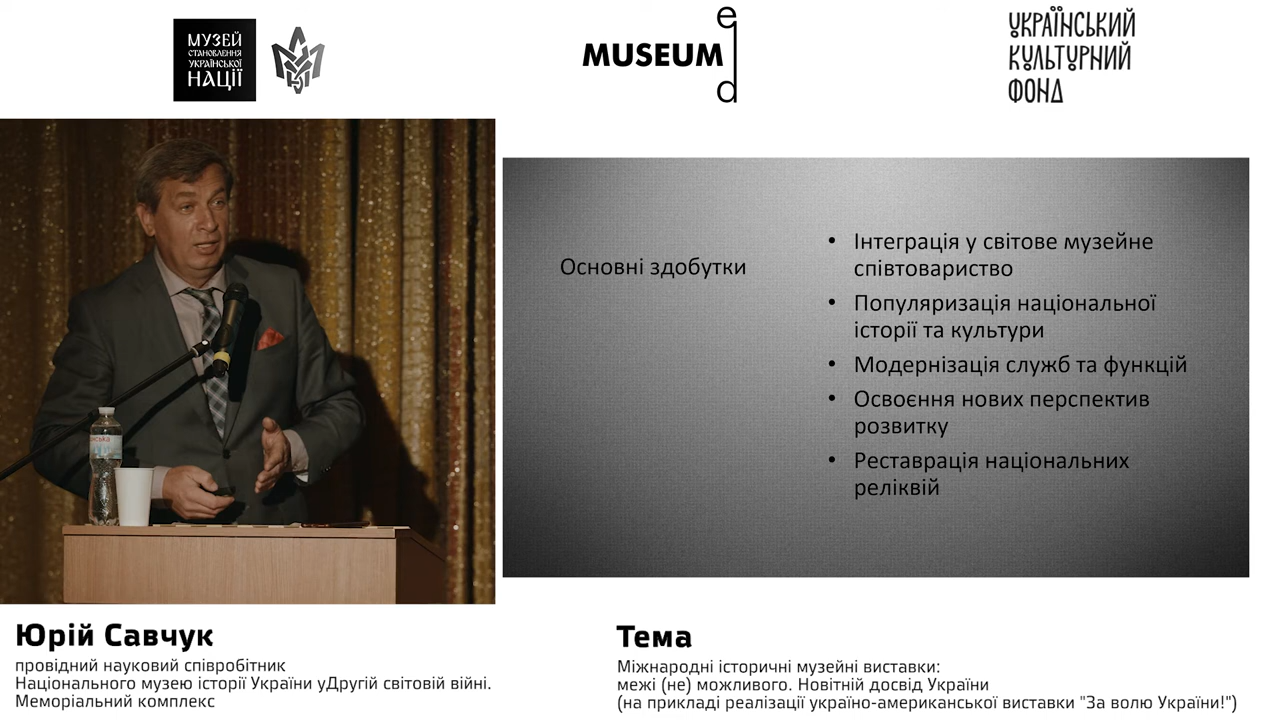 МУЗЕЙ
СТАНОВЛЕННЯ
УКРАЇНСЬКОЇ
НАЦІЇ
MUSEUM
ed
УКРАЇНСЬКИЙ
КУЛЬТУРНИЙ
ФОНД
Основні здобутки
• Інтеграція у світове музейне
співтовариство
• Популяризація національної
історії та культури
• Модернізація служб та функцій
• Освоєння нових перспектив
розвитку
• Реставрація національних
реліквій
Юрій Савчук
провідний науковий співробітник
Національного музею історії України уДругій світовій війні.
Меморіальний комплекс
Тема
Міжнародні історичні музейні виставки:
межі (не) можливого. Новітній досвід України
(на прикладі реалізації україно-американської виставки "За волю України!")